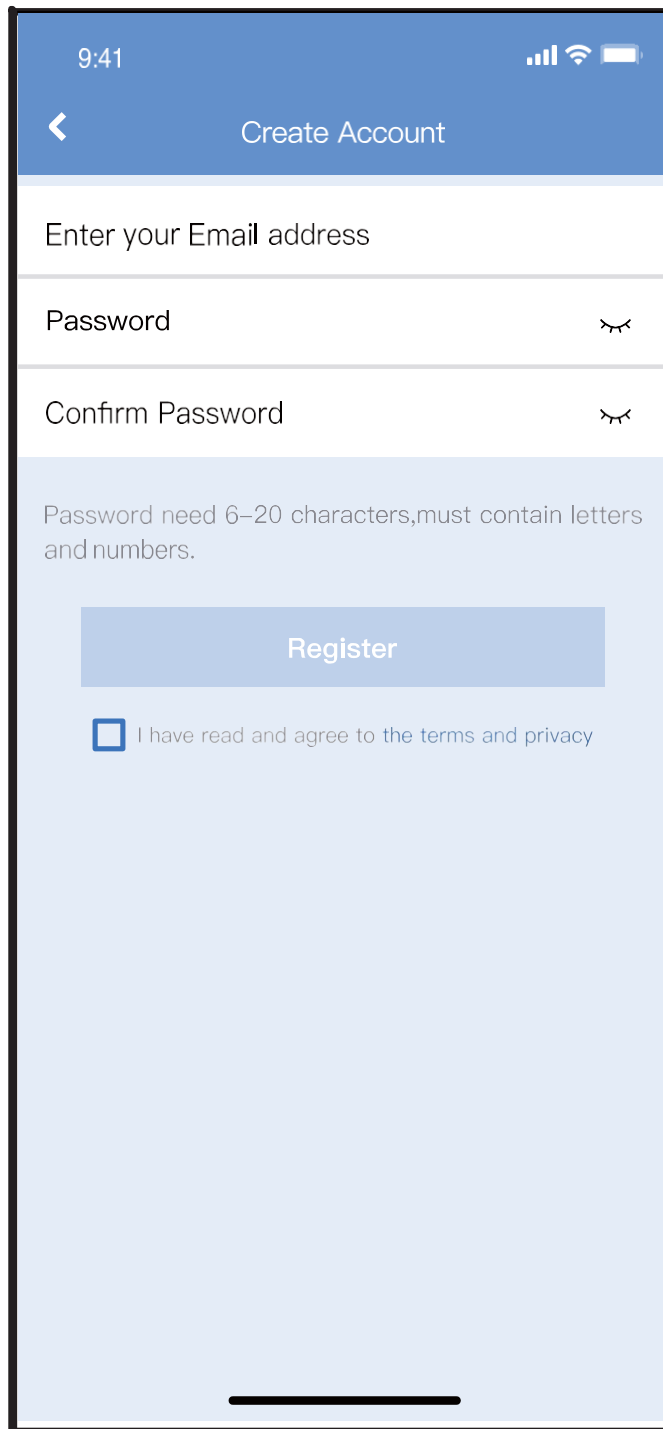 9:41
Create Account
Enter your Email address
Password
Confirm Password
Password need 6–20 characters,must contain letters
and numbers.
Register
I have read and agree to the terms and privacy